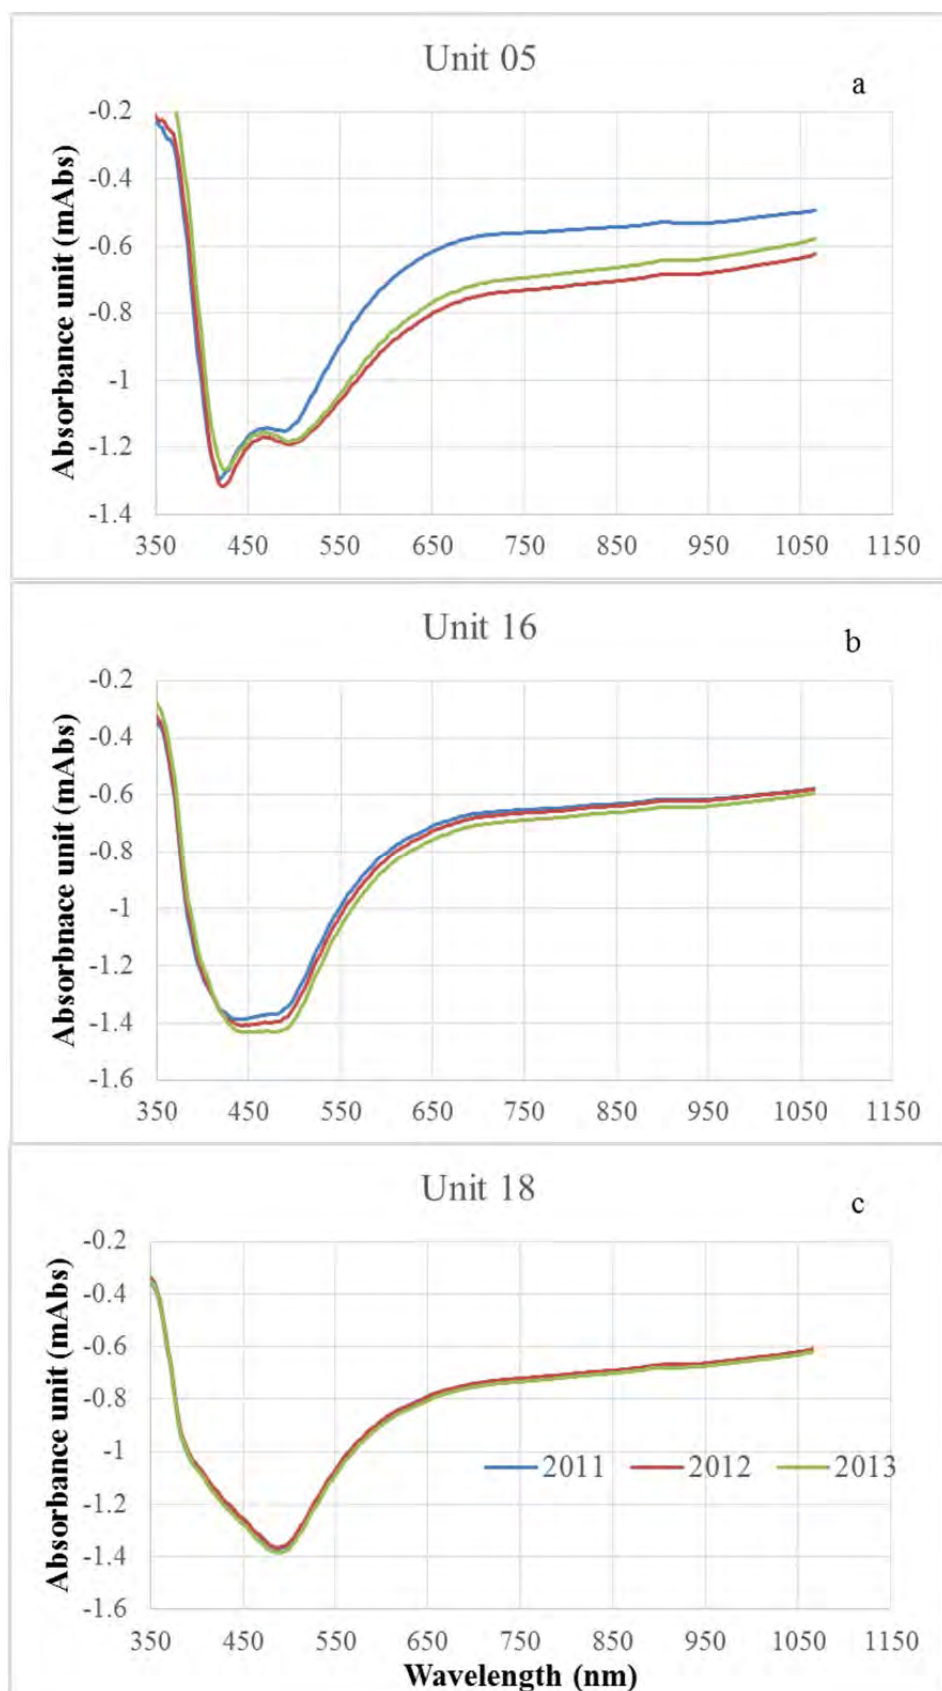 Unit 05
a
Absorbance unit (mAbs)
-0.2
-0.4
-0.6
-0.8
-1
-1.2
-1.4
350 450 550 650 750 850 950 1050 1150
Unit 16
b
Absorbnace unit (mAbs)
-0.2
-0.4
-0.6
-0.8
-1
-1.2
-1.4
-1.6
350 450 550 650 750 850 950 1050 1150
Unit 18
c
Absorbance unit (mAbs)
-0.2
-0.4
-0.6
-0.8
-1
-1.2
-1.4
-1.6
2011 2012 2013
350 450 550 650 750 850 950 1050 1150
Wavelength (nm)